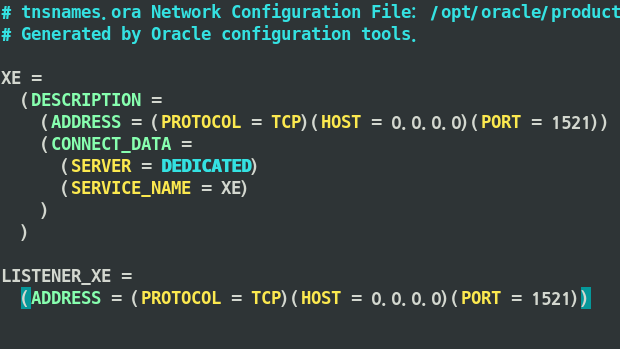 # tnsnames.ora Network Configuration File: /opt/oracle/product
# Generated by Oracle configuration tools.
XE =
(DESCRIPTION =
(ADDRESS = (PROTOCOL = TCP)(HOST = 0.0.0.0)(PORT = 1521))
(CONNECT_DATA =
(SERVER = DEDICATED)
(SERVICE_NAME = XE)
)
)
LISTENER_XE =
(ADDRESS = (PROTOCOL = TCP)(HOST = 0.0.0.0)(PORT = 1521))